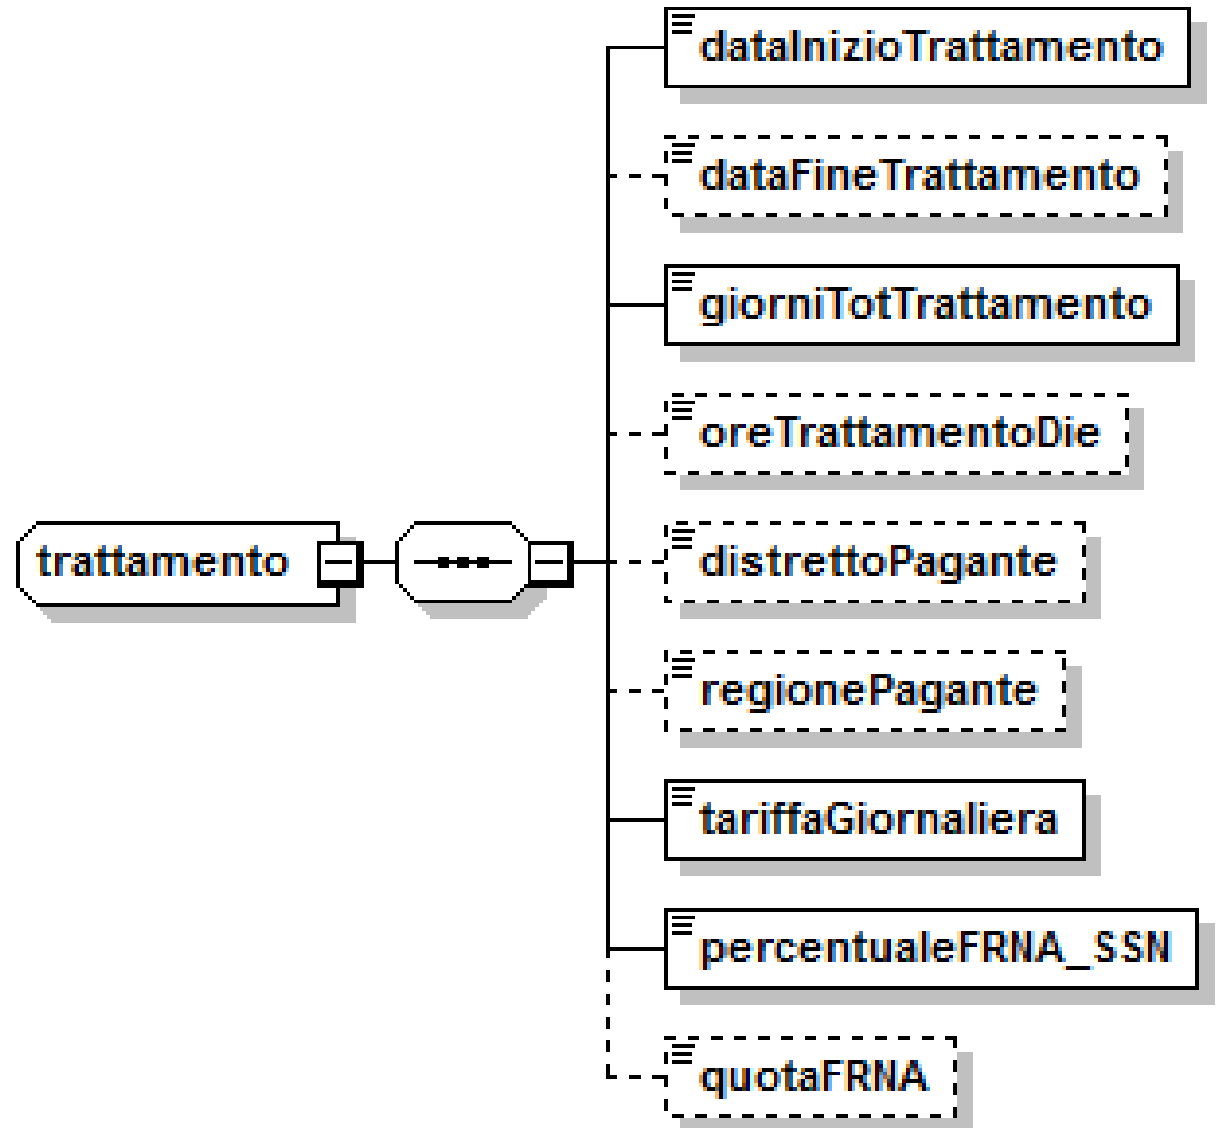 dataInizioTrattamento
dataFineTrattamento
giorniTotTrattamento
oreTrattamentoDie
trattamento
distrettoPagante
regionePagante
tariffaGiornaliera
percentualeFRNA_SSN
quotaFRNA